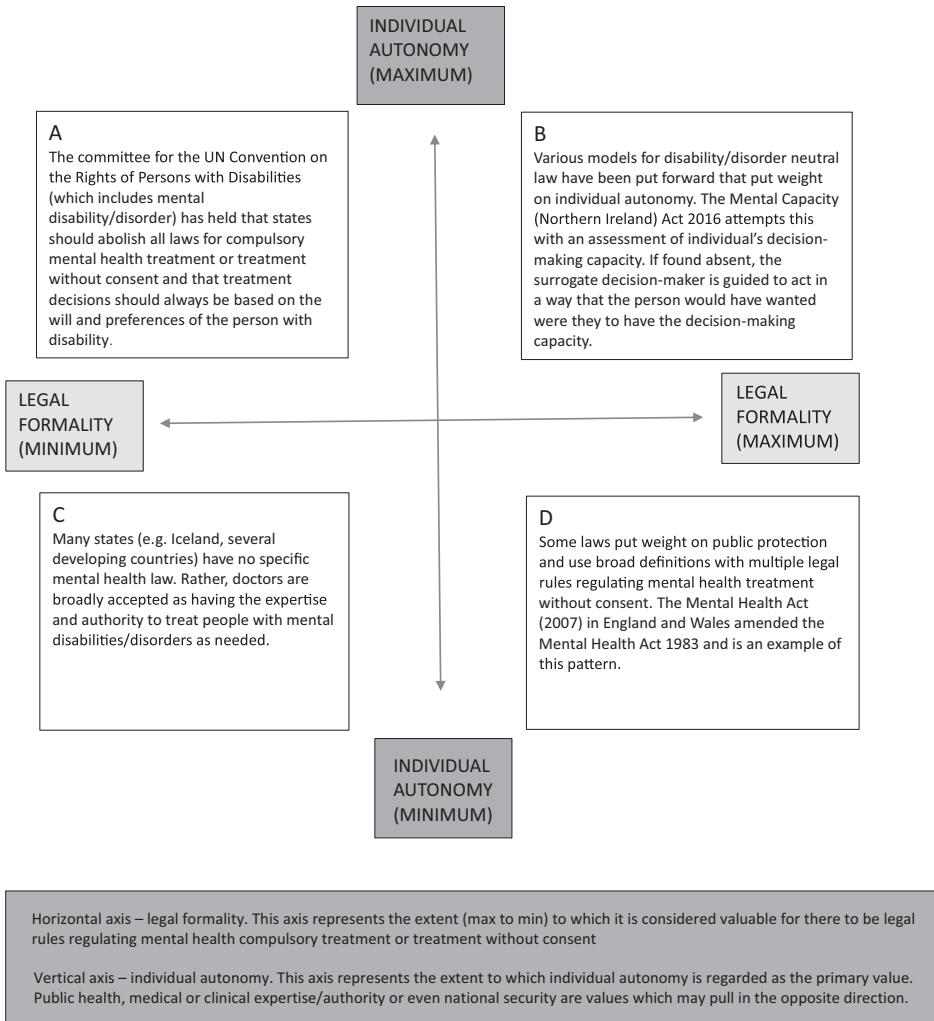 INDIVIDUAL
AUTONOMY
(MAXIMUM)
A
The committee for the UN Convention on
the Rights of Persons with Disabilities
(which includes mental
disability/disorder) has held that states
should abolish all laws for compulsory
mental health treatment or treatment
without consent and that treatment
decisions should always be based on the
will and preferences of the person with
disability.
B
Various models for disability/disorder neutral
law have been put forward that put weight
on individual autonomy. The Mental Capacity
(Northern Ireland) Act 2016 attempts this
with an assessment of individual's decision-
making capacity. If found absent, the
surrogate decision-maker is guided to act in
a way that the person would have wanted
were they to have the decision-making
capacity.
LEGAL
FORMALITY
(MINIMUM)
LEGAL
FORMALITY
(MAXIMUM)
C
Many states (e.g. Iceland, several
developing countries) have no specific
mental health law. Rather, doctors are
broadly accepted as having the expertise
and authority to treat people with mental
disabilities/disorders as needed.
D
Some laws put weight on public protection
and use broad definitions with multiple legal
rules regulating mental health treatment
without consent. The Mental Health Act
(2007) in England and Wales amended the
Mental Health Act 1983 and is an example of
this pattern.
INDIVIDUAL
AUTONOMY
(MINIMUM)
Horizontal axis – legal formality. This axis represents the extent (max to min) to which it is considered valuable for there to be legal
rules regulating mental health compulsory treatment or treatment without consent
Vertical axis – individual autonomy. This axis represents the extent to which individual autonomy is regarded as the primary value.
Public health, medical or clinical expertise/authority or even national security are values which may pull in the opposite direction.